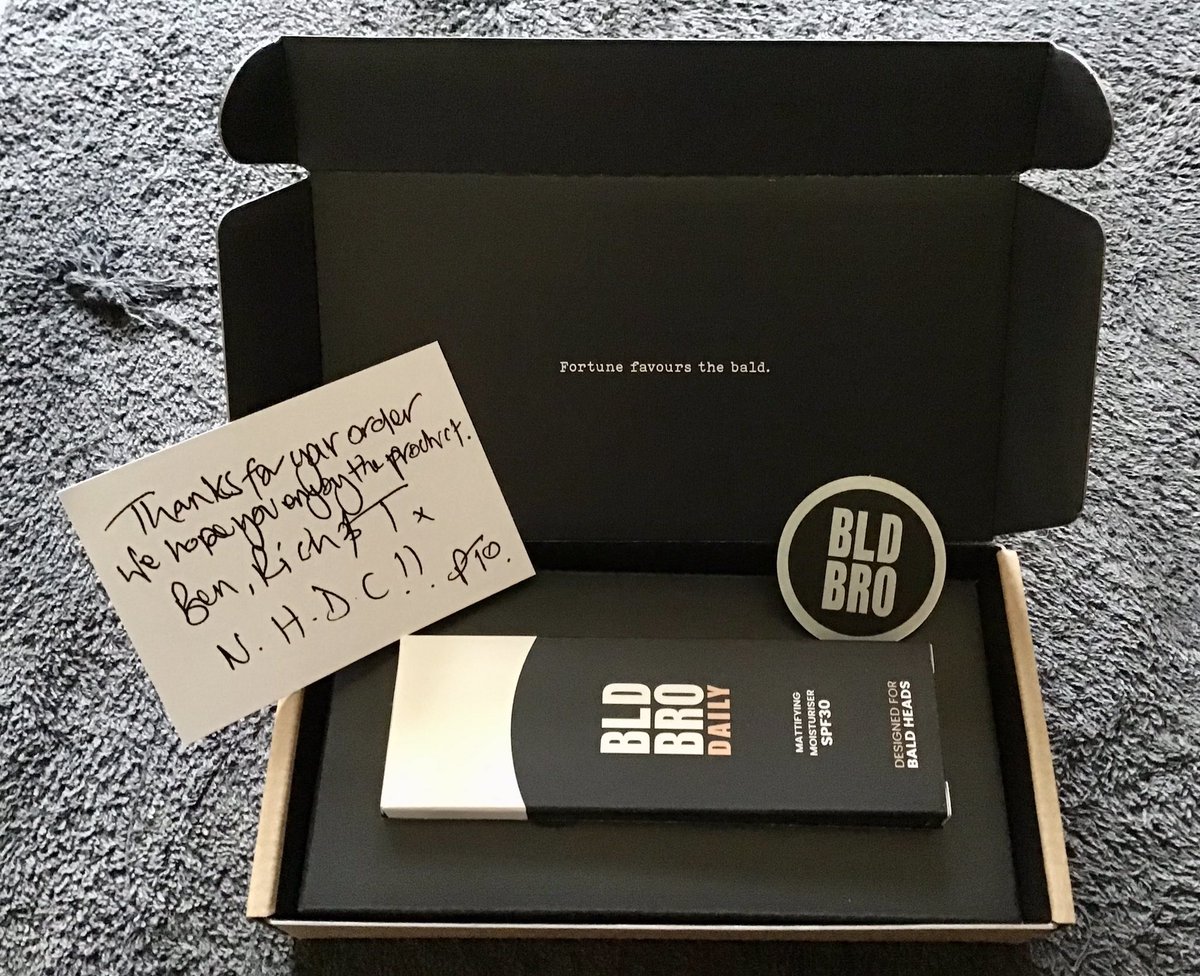 Fortune favours the bald.
Thanks for your order
We hope you enjoy the product.
Ben, Rich & T x
N.H.D.C!! PTO.
BLD
BRO
BLD
BRO
DAILY
MATTIFYING
MOISTURISER
SPF30
DESIGNED FOR
BALD HEADS